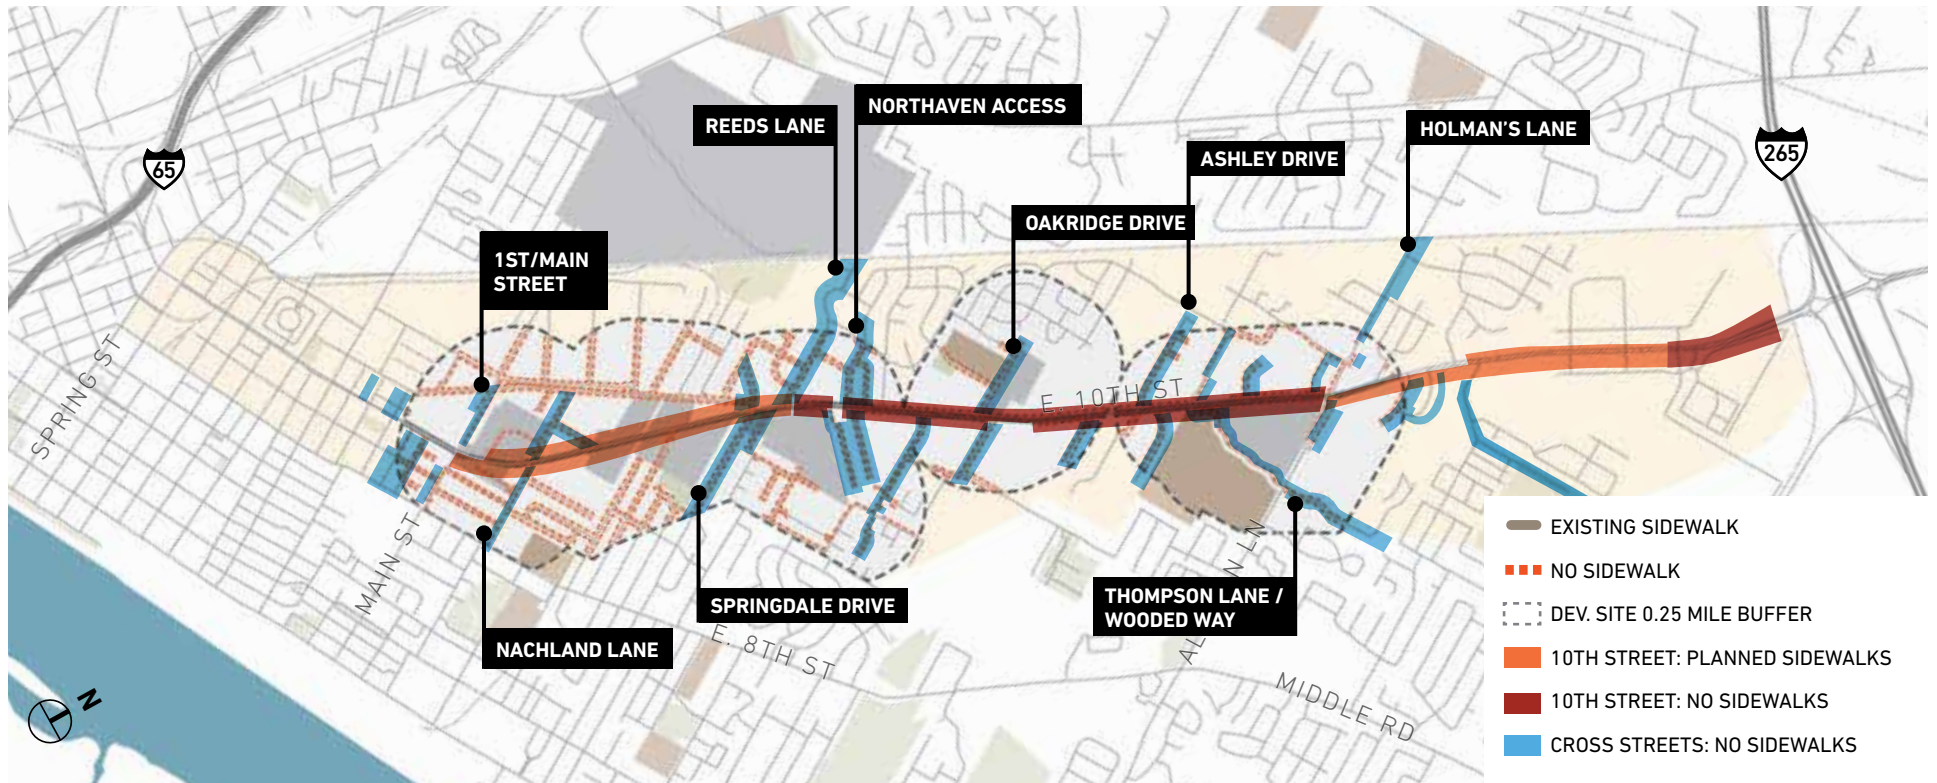 65
REEDS LANE
NORTHAVEN ACCESS
HOLMAN'S LANE
265
ASHLEY DRIVE
OAKRIDGE DRIVE
1ST/MAIN
STREET
SPRING ST
E. 10TH ST
MAIN ST
NACHLAND LANE
SPRINGDALE DRIVE
E. 8TH ST
THOMPSON LANE /
WOODED WAY
LN
MIDDLE RD
N
EXISTING SIDEWALK
NO SIDEWALK
DEV. SITE 0.25 MILE BUFFER
10TH STREET: PLANNED SIDEWALKS
10TH STREET: NO SIDEWALKS
CROSS STREETS: NO SIDEWALKS